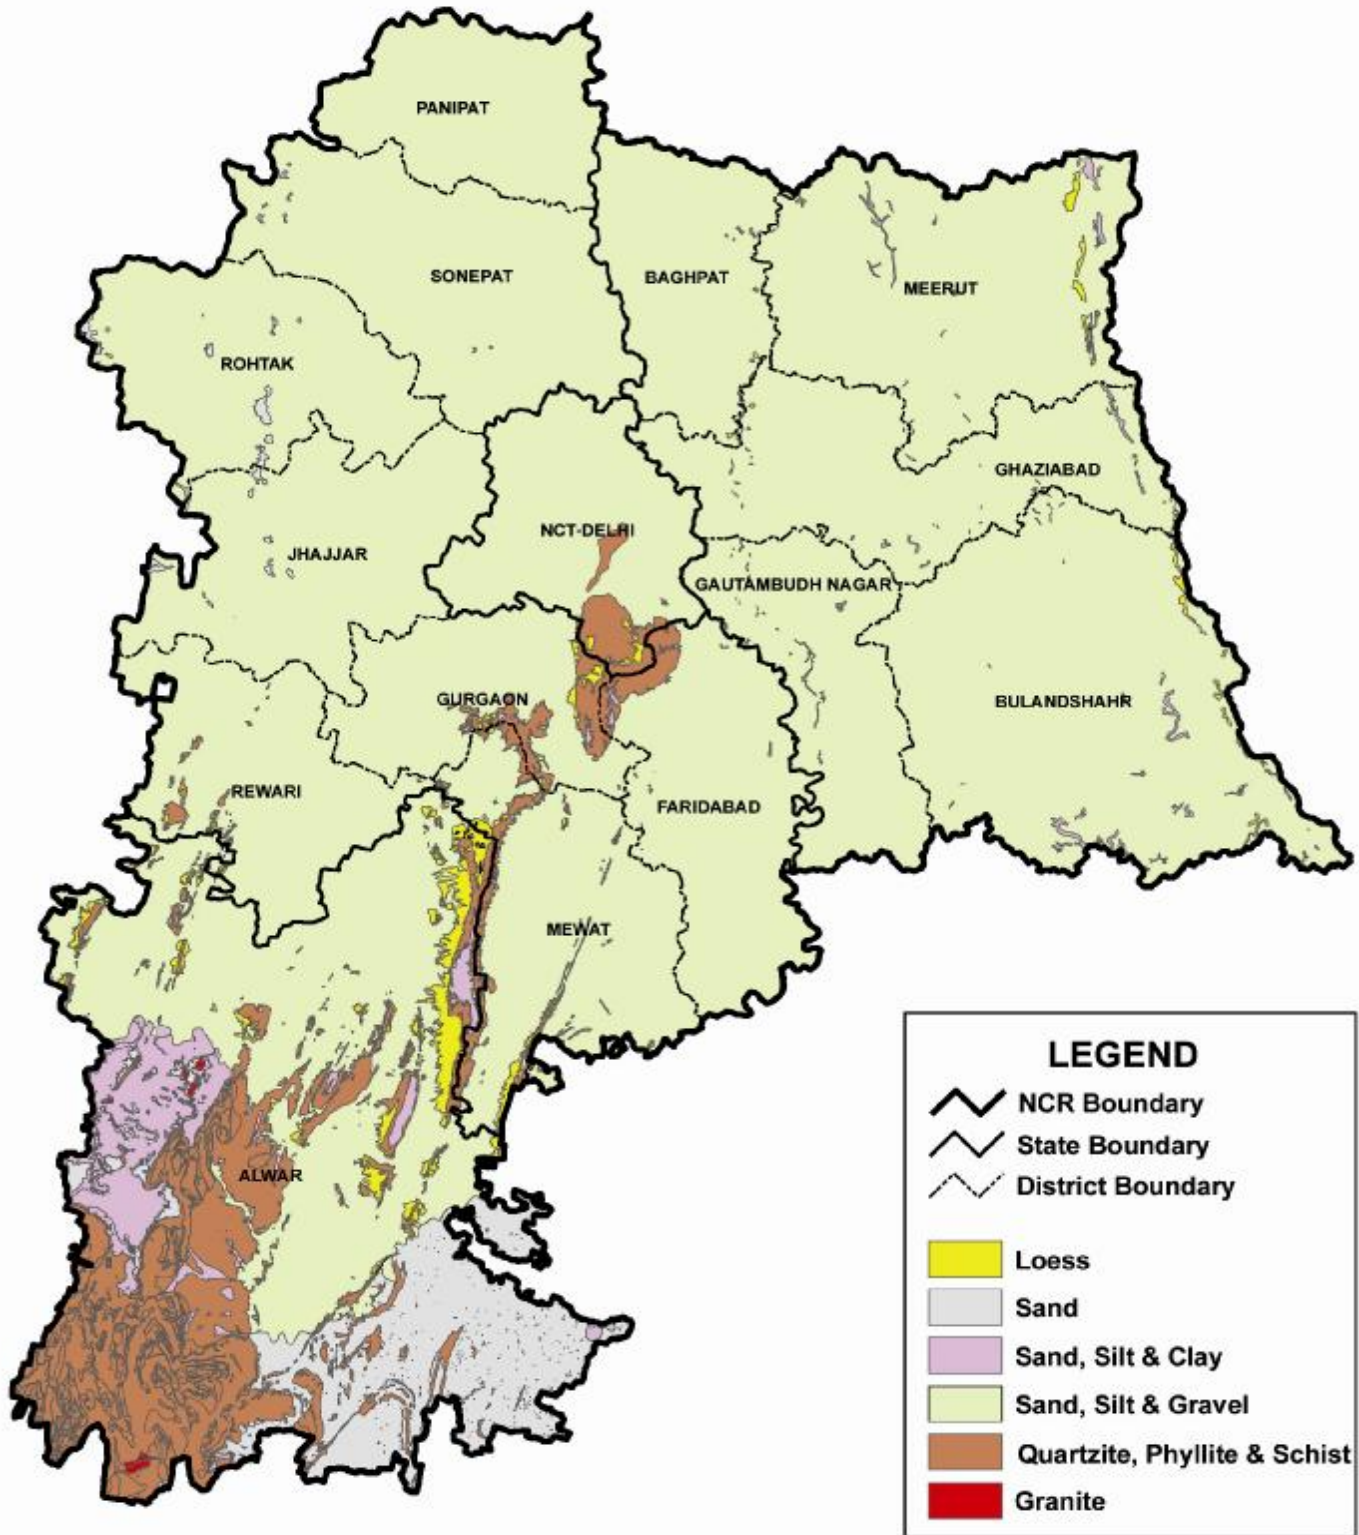 PANIPAT
SONEPAT
BAGHPAT
MEERUT
ROHTAK
GHAZIABAD
NCT-DELHI
JHAJJAR
GAUTAMBUDH NAGAR
GURGAON
BULANDSHAHR
REWARI
FARIDABAD
MEWAT
ALWAR
LEGEND
NCR Boundary
State Boundary
District Boundary
Loess
Sand
Sand, Silt & Clay
Sand, Silt & Gravel
Quartzite, Phyllite & Schist
Granite